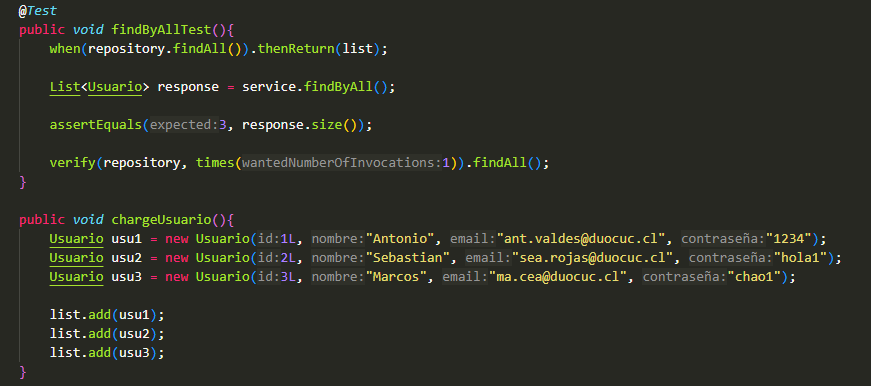 @Test
public void findByAllTest(){
    when(repository.findAll()).thenReturn(list);
    List<Usuario> response = service.findByAll();
    assertEquals(expected:3, response.size());
    verify(repository, times(wantedNumberOfInvocations:1)).findAll();
}
public void chargeUsuario(){
    Usuario usu1 = new Usuario(id:1L, nombre:"Antonio", email:"ant.valdes@duocuc.cl", contraseña:"1234");
    Usuario usu2 = new Usuario(id:2L, nombre:"Sebastian", email:"sea.rojas@duocuc.cl", contraseña:"hola1");
    Usuario usu3 = new Usuario(id:3L, nombre:"Marcos", email:"ma.cea@duocuc.cl", contraseña:"chao1");
    list.add(usu1);
    list.add(usu2);
    list.add(usu3);
}